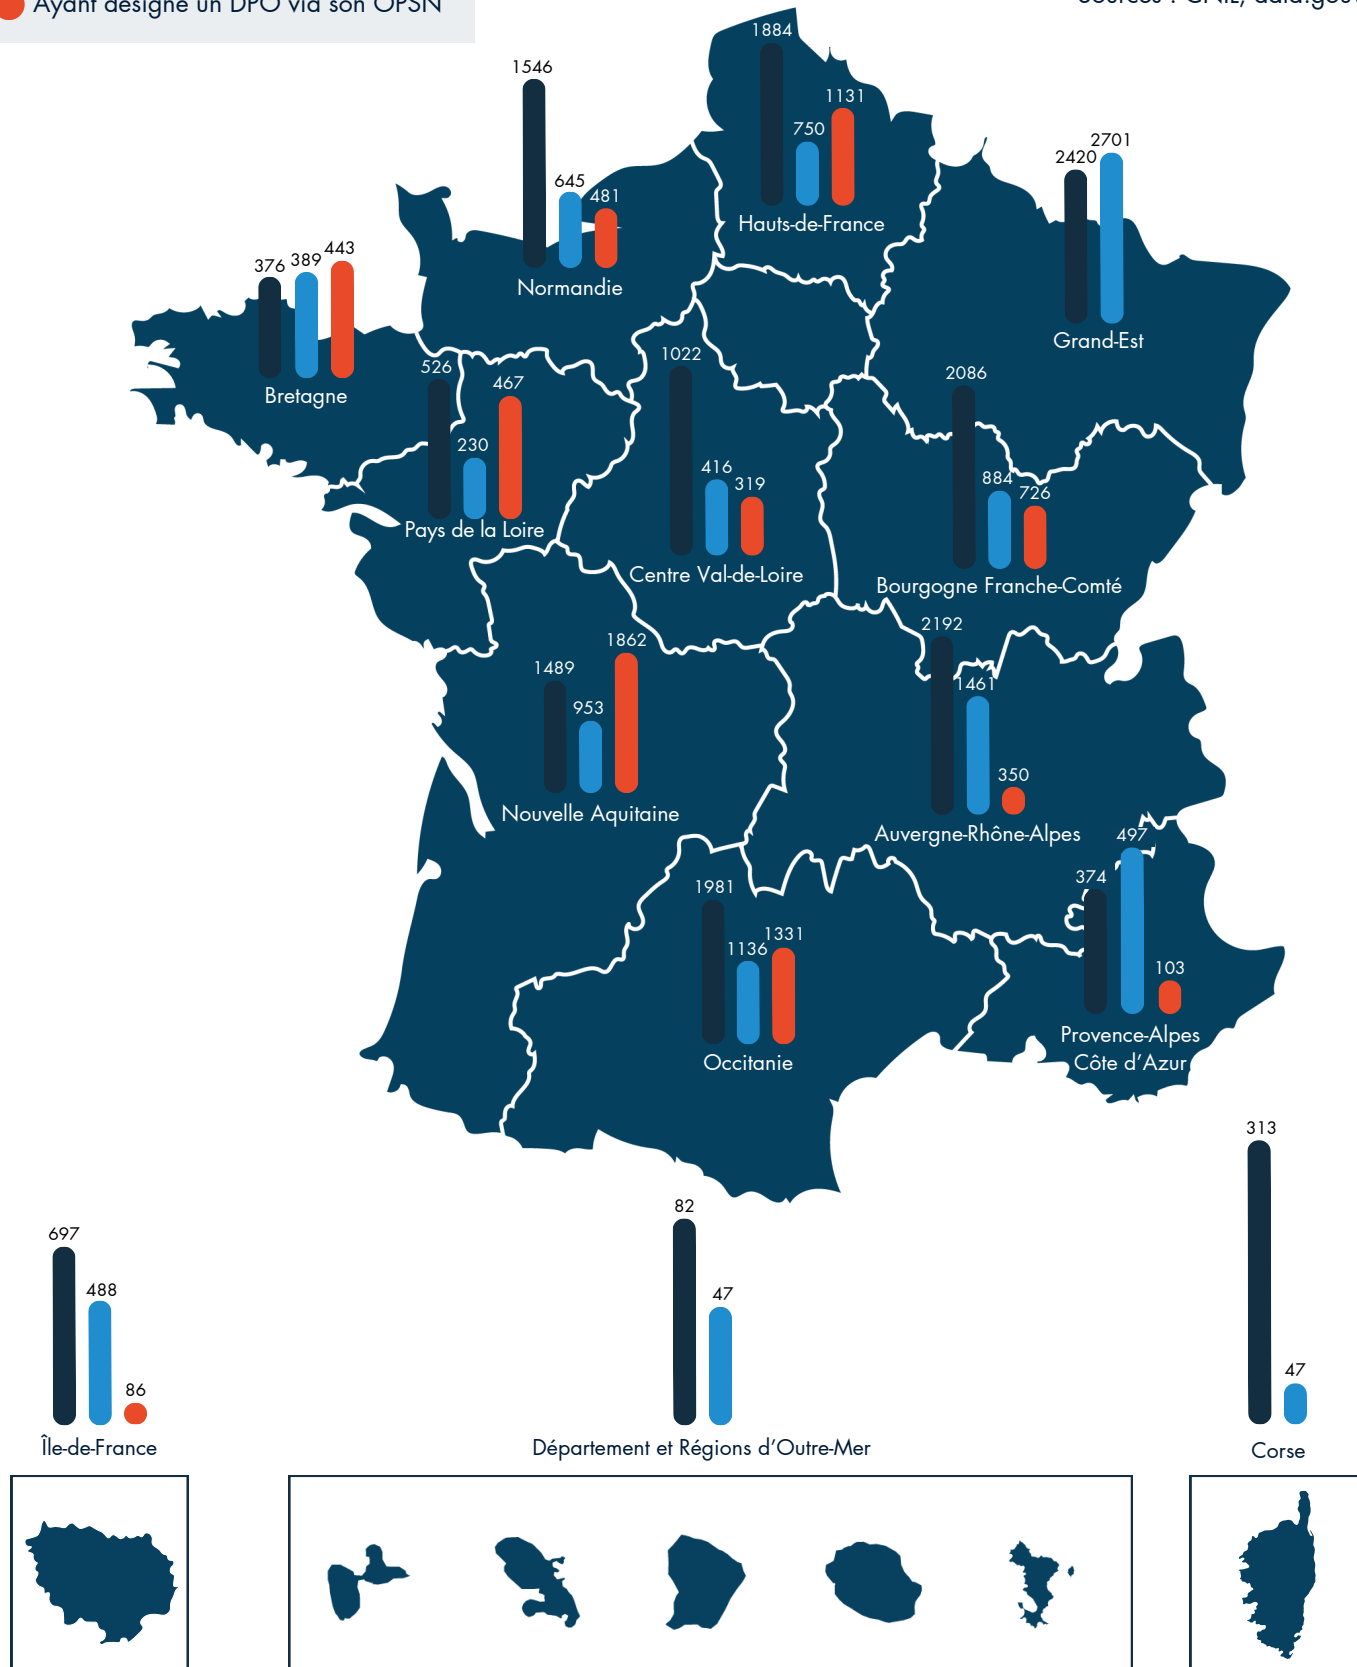 Ayant désigné un DPO via son OPSN
1884
1546
1131
750
2701
2420
645
481
Hauts-de-France
443
389
376
Normandie
Grand-Est
1022
526
2086
467
Bretagne
230
416
884
319
726
Pays de la Loire
Centre Val-de-Loire
Bourgogne Franche-Comté
2192
1862
1489
1461
953
350
Nouvelle Aquitaine
Auvergne-Rhône-Alpes
497
374
1981
1331
1136
103
Provence-Alpes
Côte d’Azur
Occitanie
313
82
697
488
47
47
86
Île-de-France
Département et Régions d’Outre-Mer
Corse